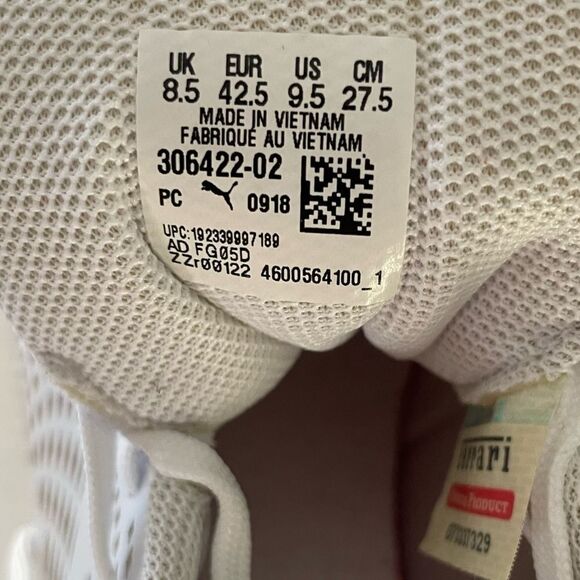 UK EUR US CM
8.5 42.5 9.5 27.5
MADE IN VIETNAM
FABRIQUÉ AU VIETNAM
306422-02
PC 0918
UPC:192339997189
AD FG05D
ZZr00122 4600564100_1
PRODUCT